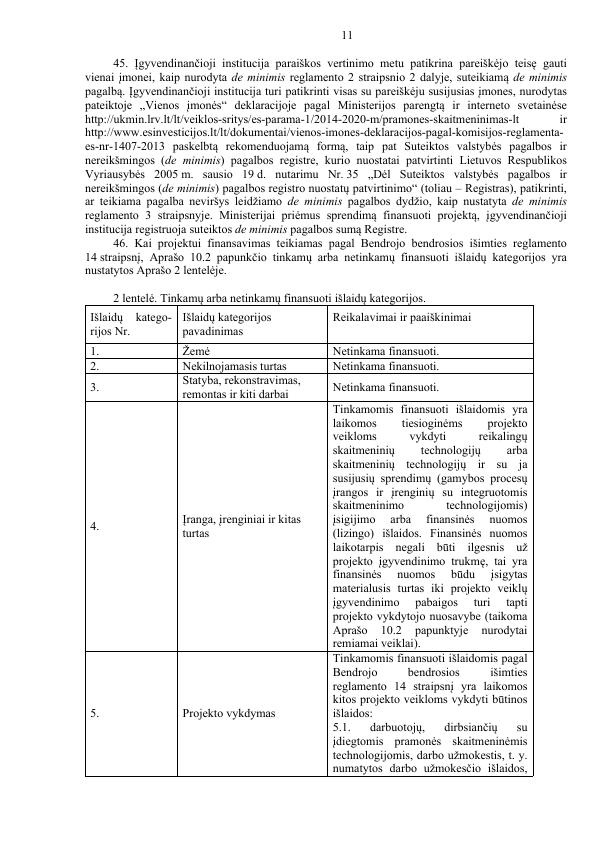 11
45. Įgyvendinančioji institucija paraiškos vertinimo metu patikrina pareiškėjo teisę gauti
vienai įmonei, kaip nurodyta de minimis reglamento 2 straipsnio 2 dalyje, suteikiamą de minimis
pagalbą. Įgyvendinančioji institucija turi patikrinti visas su pareiškėju susijusias įmones, nurodytas
pateiktoje „Vienos įmonės“ deklaracijoje pagal Ministerijos parengtą ir interneto svetainėse
http://ukmin.lrv.lt/lt/veiklos-sritys/es-parama-1/2014-2020-m/pramones-skaitmeninimas-lt ir
http://www.esinvesticijos.lt/lt/dokumentai/vienos-imones-deklaracijos-pagal-komisijos-reglamenta-
es-nr-1407-2013 paskelbtą rekomenduojamą formą, taip pat Suteiktos valstybės pagalbos ir
nereikšmingos (de minimis) pagalbos registre, kurio nuostatai patvirtinti Lietuvos Respublikos
Vyriausybės 2005 m. sausio 19 d. nutarimu Nr. 35 „Dėl Suteiktos valstybės pagalbos ir
nereikšmingos (de minimis) pagalbos registro nuostatų patvirtinimo“ (toliau – Registras), patikrinti,
ar teikiama pagalba neviršys leidžiamo de minimis pagalbos dydžio, kaip nustatyta de minimis
reglamento 3 straipsnyje. Ministerijai priėmus sprendimą finansuoti projektą, įgyvendinančioji
institucija registruoja suteiktos de minimis pagalbos sumą Registre.
46. Kai projektui finansavimas teikiamas pagal Bendrojo bendrosios išimties reglamento
14 straipsnį, Aprašo 10.2 papunkčio tinkamų arba netinkamų finansuoti išlaidų kategorijos yra
nustatytos Aprašo 2 lentelėje.
2 lentelė. Tinkamų arba netinkamų finansuoti išlaidų kategorijos.
Išlaidų katego-
rijos Nr.
Išlaidų kategorijos
pavadinimas
Reikalavimai ir paaiškinimai
1.
Žemė
Netinkama finansuoti.
2.
Nekilnojamasis turtas
Netinkama finansuoti.
3.
Statyba, rekonstravimas,
remontas ir kiti darbai
Netinkama finansuoti.
4.
Įranga, įrenginiai ir kitas
turtas
Tinkamomis finansuoti išlaidomis yra
laikomos tiesioginėms projekto
veikloms vykdyti reikalingų
skaitmeninių technologijų arba
skaitmeninių technologijų ir su ja
susijusių sprendimų (gamybos procesų
įrangos ir įrenginių su integruotomis
skaitmeninimo technologijomis)
įsigijimo arba finansinės nuomos
(lizingo) išlaidos. Finansinės nuomos
laikotarpis negali būti ilgesnis už
projekto įgyvendinimo trukmę, tai yra
finansinės nuomos būdu įsigytas
materialusis turtas iki projekto veiklų
įgyvendinimo pabaigos turi tapti
projekto vykdytojo nuosavybe (taikoma
Aprašo 10.2 papunktyje nurodytai
remiamai veiklai).
5.
Projekto vykdymas
Tinkamomis finansuoti išlaidomis pagal
Bendrojo bendrosios išimties
reglamento 14 straipsnį yra laikomos
kitos projekto veikloms vykdyti būtinos
išlaidos:
5.1. darbuotojų, dirbsiančių su
įdiegtomis pramonės skaitmeninėmis
technologijomis, darbo užmokestis, t. y.
numatytos darbo užmokesčio išlaidos,